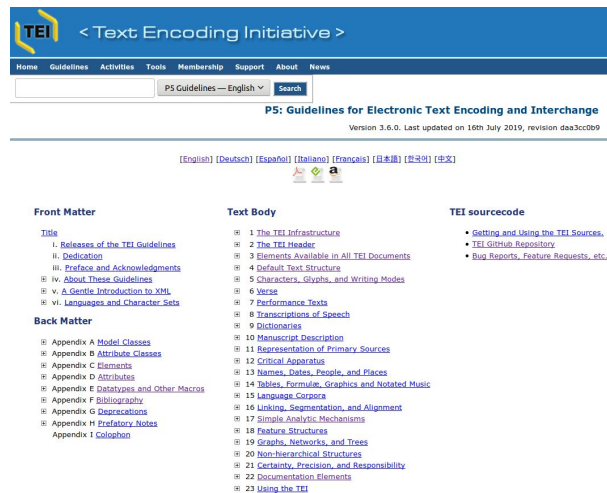 TEI
< Text Encoding Initiative >
Home Guidelines Activities Tools Membership Support About News
P5 Guidelines — English Search
P5: Guidelines for Electronic Text Encoding and Interchange
Version 3.6.0. Last updated on 16th July 2019, revision daa3cc0b9
[English] [Deutsch] [Español] [Italiano] [Français] [日本語] [한국어] [中文]
Front Matter
Title
i. Releases of the TEI Guidelines
ii. Dedication
iii. Preface and Acknowledgments
iv. About These Guidelines
v. A Gentle Introduction to XML
vi. Languages and Character Sets
Back Matter
Appendix A Model Classes
Appendix B Attribute Classes
Appendix C Elements
Appendix D Attributes
Appendix E Datatypes and Other Macros
Appendix F Bibliography
Appendix G Deprecations
Appendix H Prefatory Notes
Appendix I Colophon
Text Body
1 The TEI Infrastructure
2 The TEI Header
3 Elements Available in All TEI Documents
4 Default Text Structure
5 Characters, Glyphs, and Writing Modes
6 Verse
7 Performance Texts
8 Transcriptions of Speech
9 Dictionaries
10 Manuscript Description
11 Representation of Primary Sources
12 Critical Apparatus
13 Names, Dates, People, and Places
14 Tables, Formulæ, Graphics and Notated Music
15 Language Corpora
16 Linking, Segmentation, and Alignment
17 Simple Analytic Mechanisms
18 Feature Structures
19 Graphs, Networks, and Trees
20 Non-hierarchical Structures
21 Certainty, Precision, and Responsibility
22 Documentation Elements
23 Using the TEI
TEI sourcecode
• Getting and Using the TEI Sources.
• TEI GitHub Repository
• Bug Reports, Feature Requests, etc.